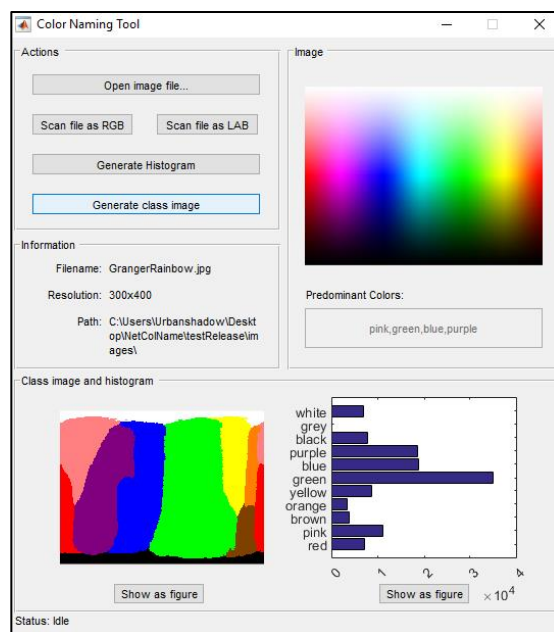 Color Naming Tool
Actions
Open image file...
Scan file as RGB
Scan file as LAB
Generate Histogram
Generate class image
Image
Predominant Colors:
pink,green,blue,purple
Information
Filename: GrangerRainbow.jpg
Resolution: 300x400
Path: C:\Users\Urbanshadow\Deskt
op\NetColName\testRelease\im
ages\
Class image and histogram
white
grey
black
purple
blue
green
yellow
orange
brown
pink
red
0 1 2 3 4
× 10^4
Show as figure
Show as figure
Status: Idle